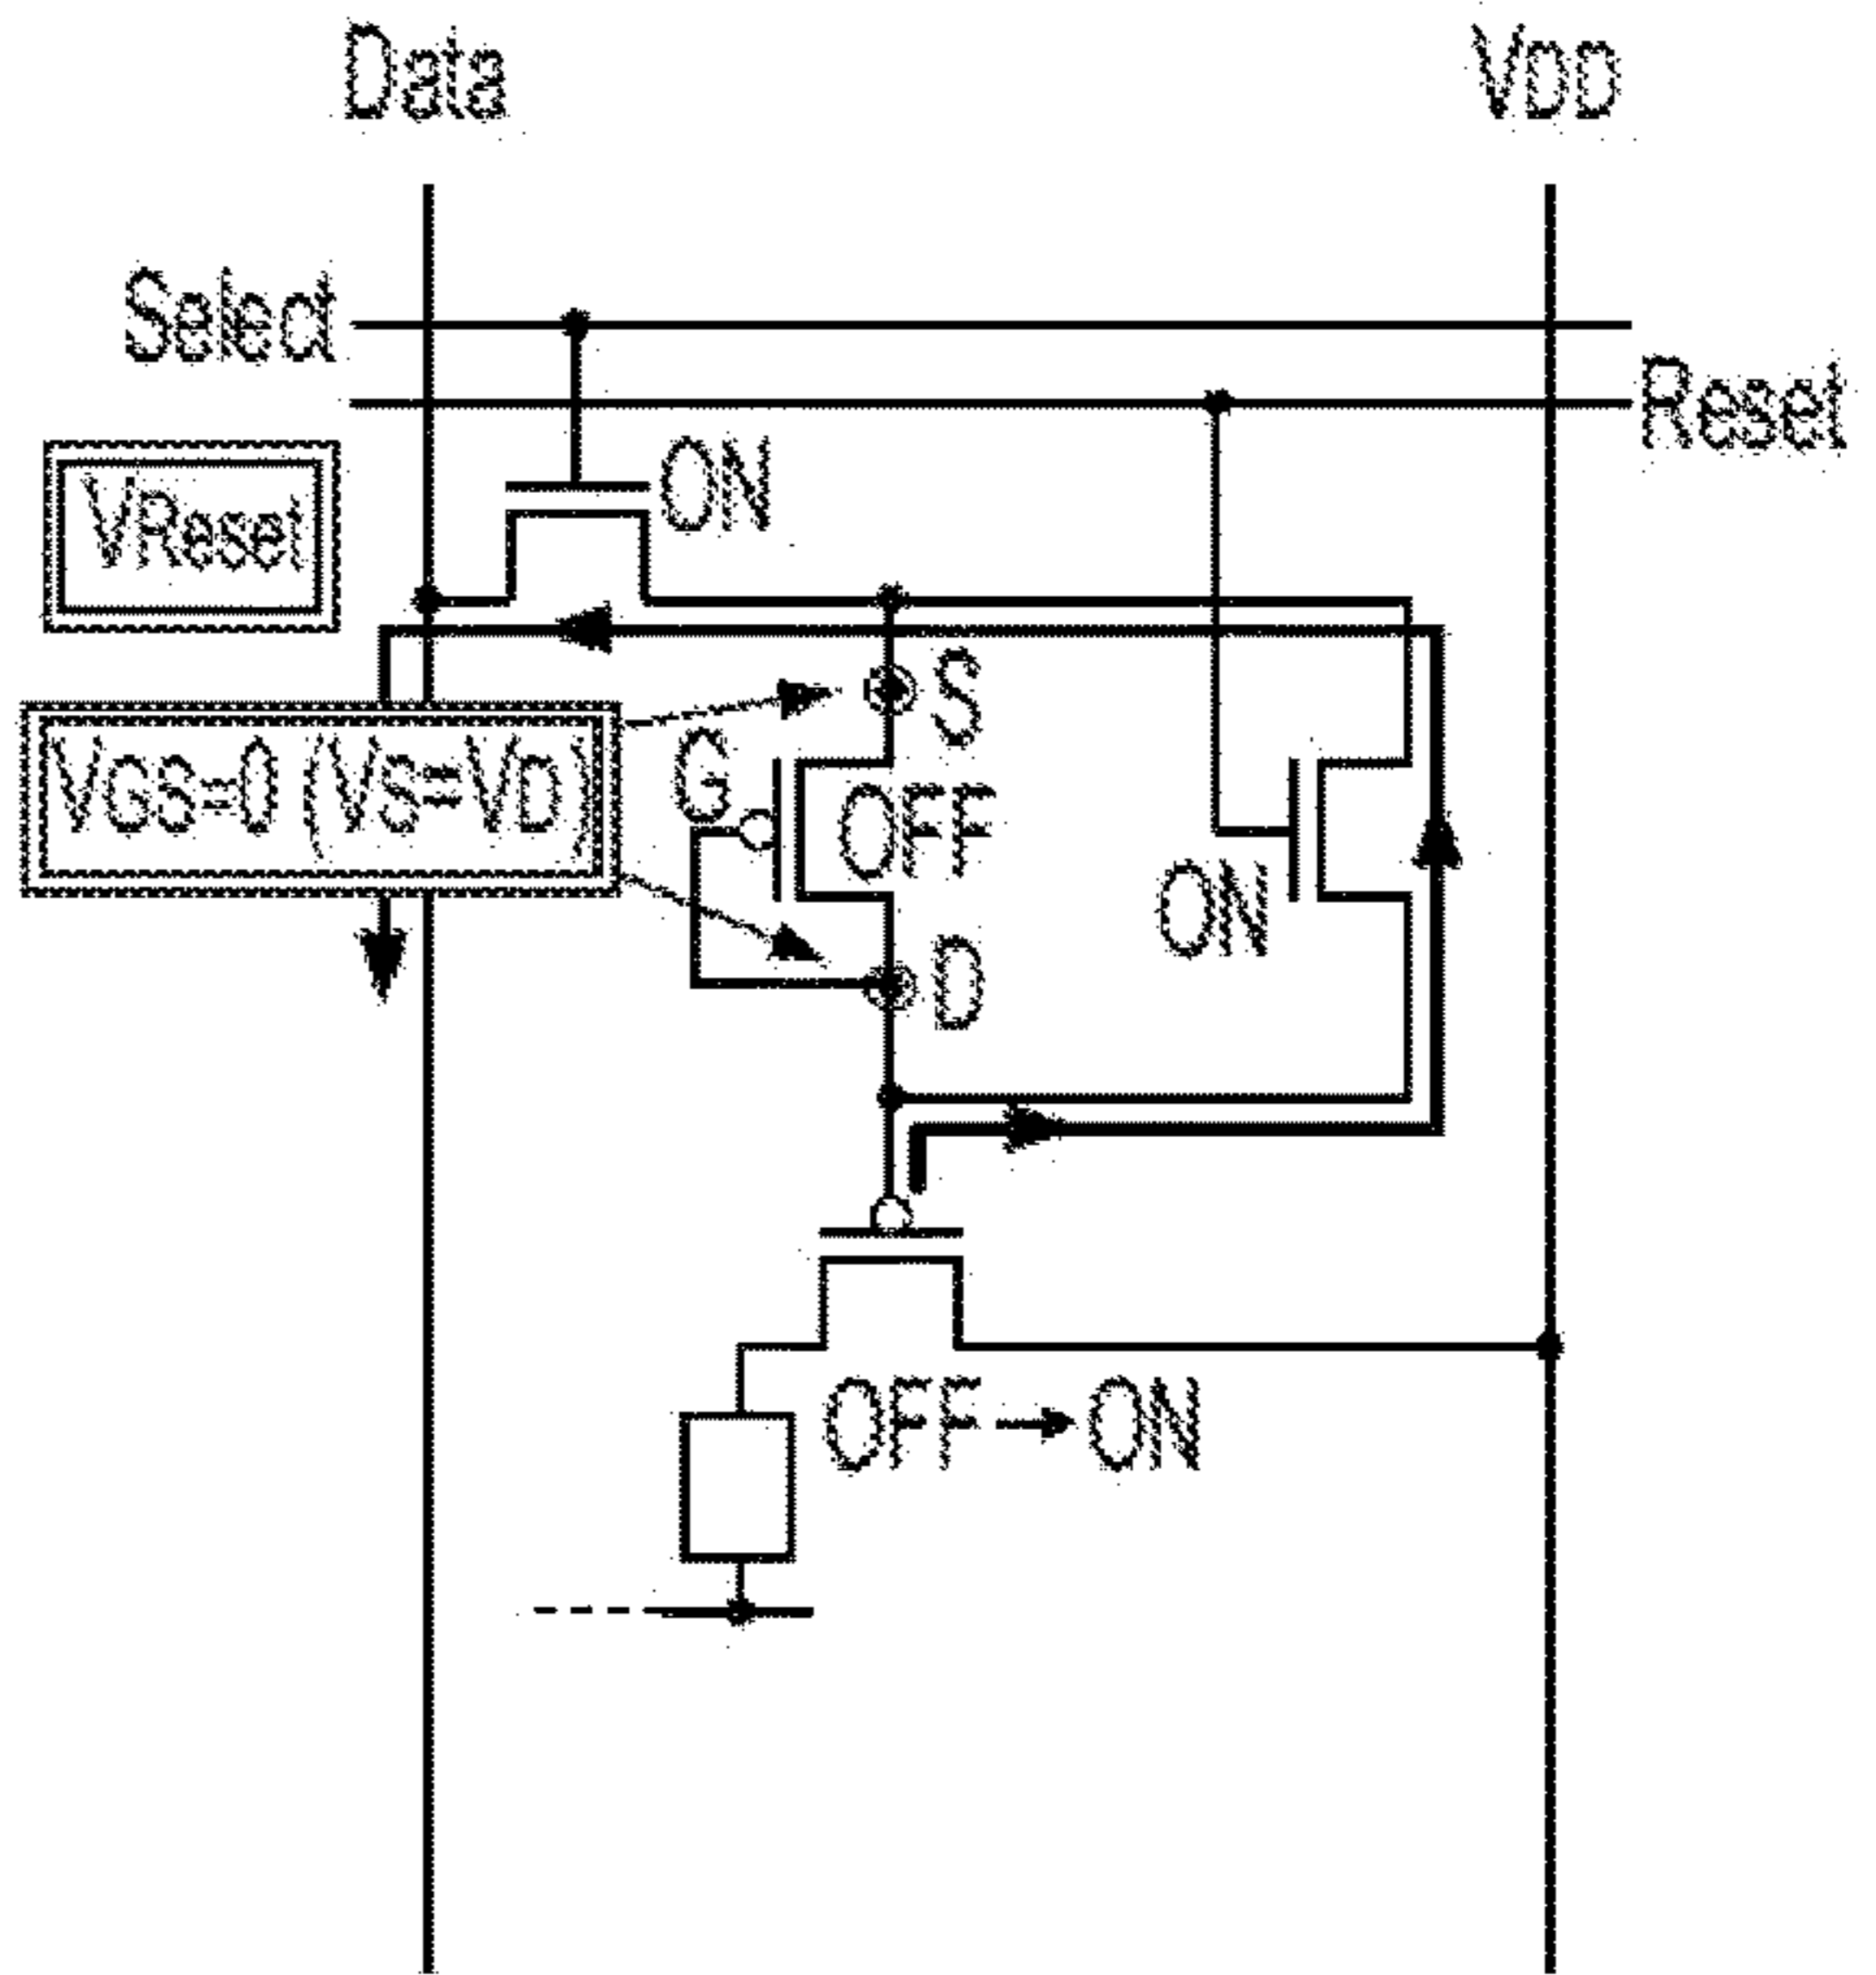 Data
VDD
Select
Reset
VReset
ON
S
VGS=0 (VS=VD)
G
OFF
ON
D
OFF→ON